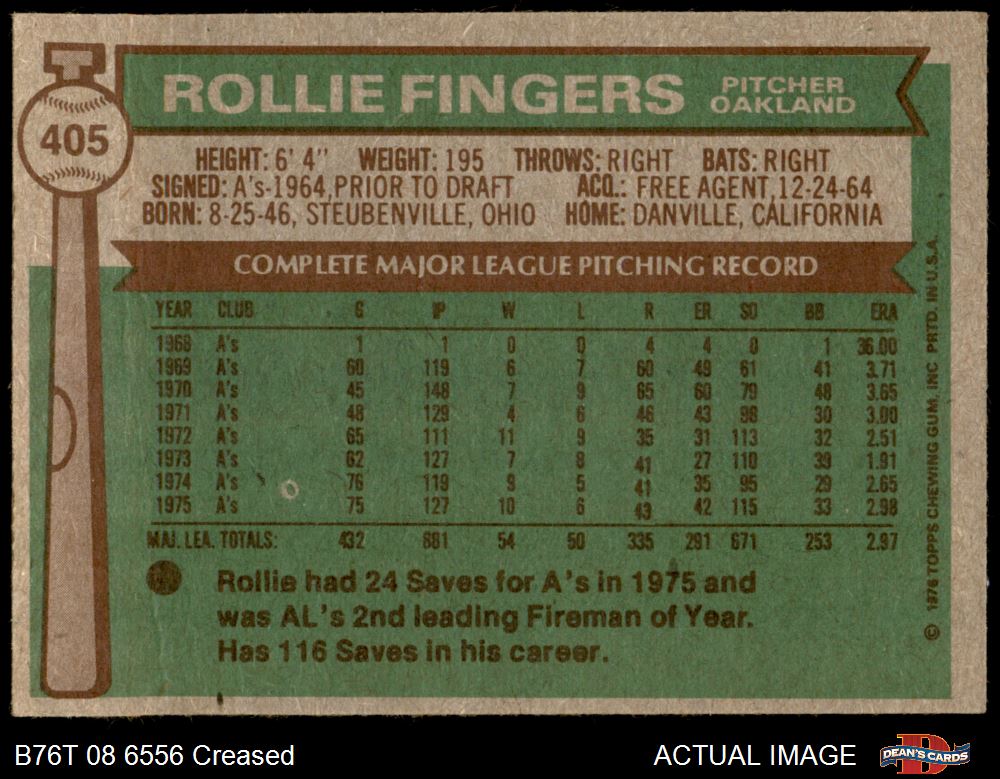 405
ROLLIE FINGERS PITCHER OAKLAND
HEIGHT: 6' 4" WEIGHT: 195 THROWS: RIGHT BATS: RIGHT
SIGNED: A's-1964, PRIOR TO DRAFT ACQ.: FREE AGENT, 12-24-64
BORN: 8-25-46, STEUBENVILLE, OHIO HOME: DANVILLE, CALIFORNIA
COMPLETE MAJOR LEAGUE PITCHING RECORD
YEAR CLUB G IP W L R ER SO BB ERA
1968 A's 1 1 0 0 4 4 0 1 36.00
1969 A's 60 119 6 7 60 49 61 41 3.71
1970 A's 45 148 7 9 65 60 79 48 3.65
1971 A's 48 129 4 6 46 43 98 30 3.00
1972 A's 65 111 11 9 35 31 113 32 2.51
1973 A's 62 127 7 8 41 27 110 39 1.91
1974 A's 76 119 9 5 41 35 95 29 2.65
1975 A's 75 127 10 6 43 42 115 33 2.98
MAJ. LEA. TOTALS: 432 881 54 50 335 291 671 253 2.97
Rollie had 24 Saves for A's in 1975 and
was AL's 2nd leading Fireman of Year.
Has 116 Saves in his career.
© 1976 TOPPS CHEWING GUM, INC PRTD. IN U.S.A.
B76T 08 6556 Creased
ACTUAL IMAGE
DEAN'S CARDS